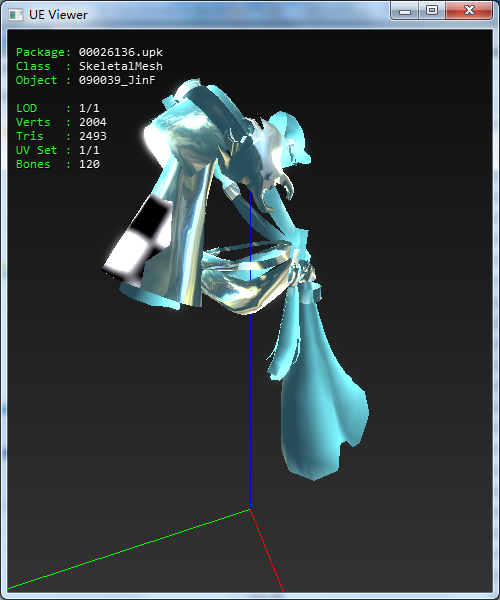 UE Viewer
Package: 00026136.upk
Class  : SkeletalMesh
Object : 090039_JinF
LOD    : 1/1
Verts  : 2004
Tris   : 2493
UV Set : 1/1
Bones  : 120